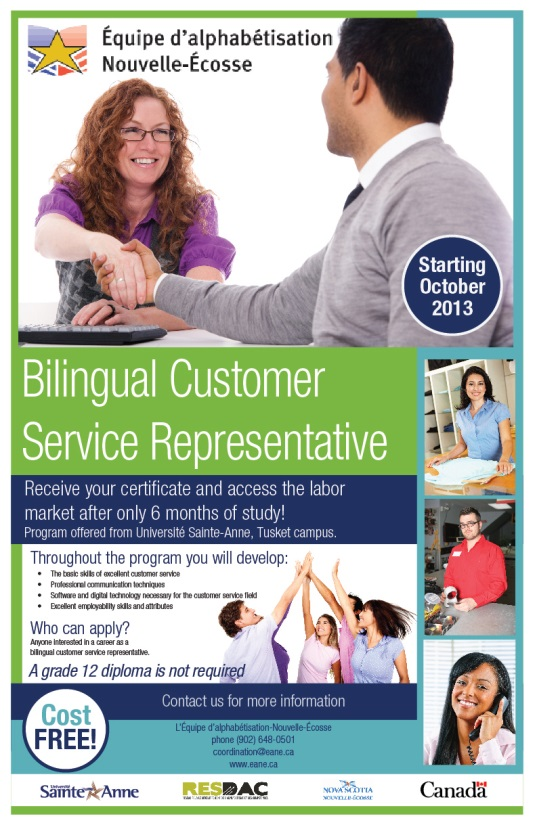 Équipe d'alphabétisation
Nouvelle-Écosse
Starting
October
2013
Bilingual Customer
Service Representative
Receive your certificate and access the labor
market after only 6 months of study!
Program offered from Université Sainte-Anne, Tusket campus.
Throughout the program you will develop:
• The basic skills of excellent customer service
• Professional communication techniques
• Software and digital technology necessary for the customer service field
• Excellent employability skills and attributes
Who can apply?
Anyone interested in a career as a
bilingual customer service representative.
A grade 12 diploma is not required
Cost
FREE!
Contact us for more information
L'Équipe d'alphabétisation-Nouvelle-Écosse
phone (902) 648-0501
coordination@eane.ca
www.eane.ca
Université
Sainte-Anne
RESDAC
NOVA SCOTIA
NOUVELLE-ÉCOSSE
Canada